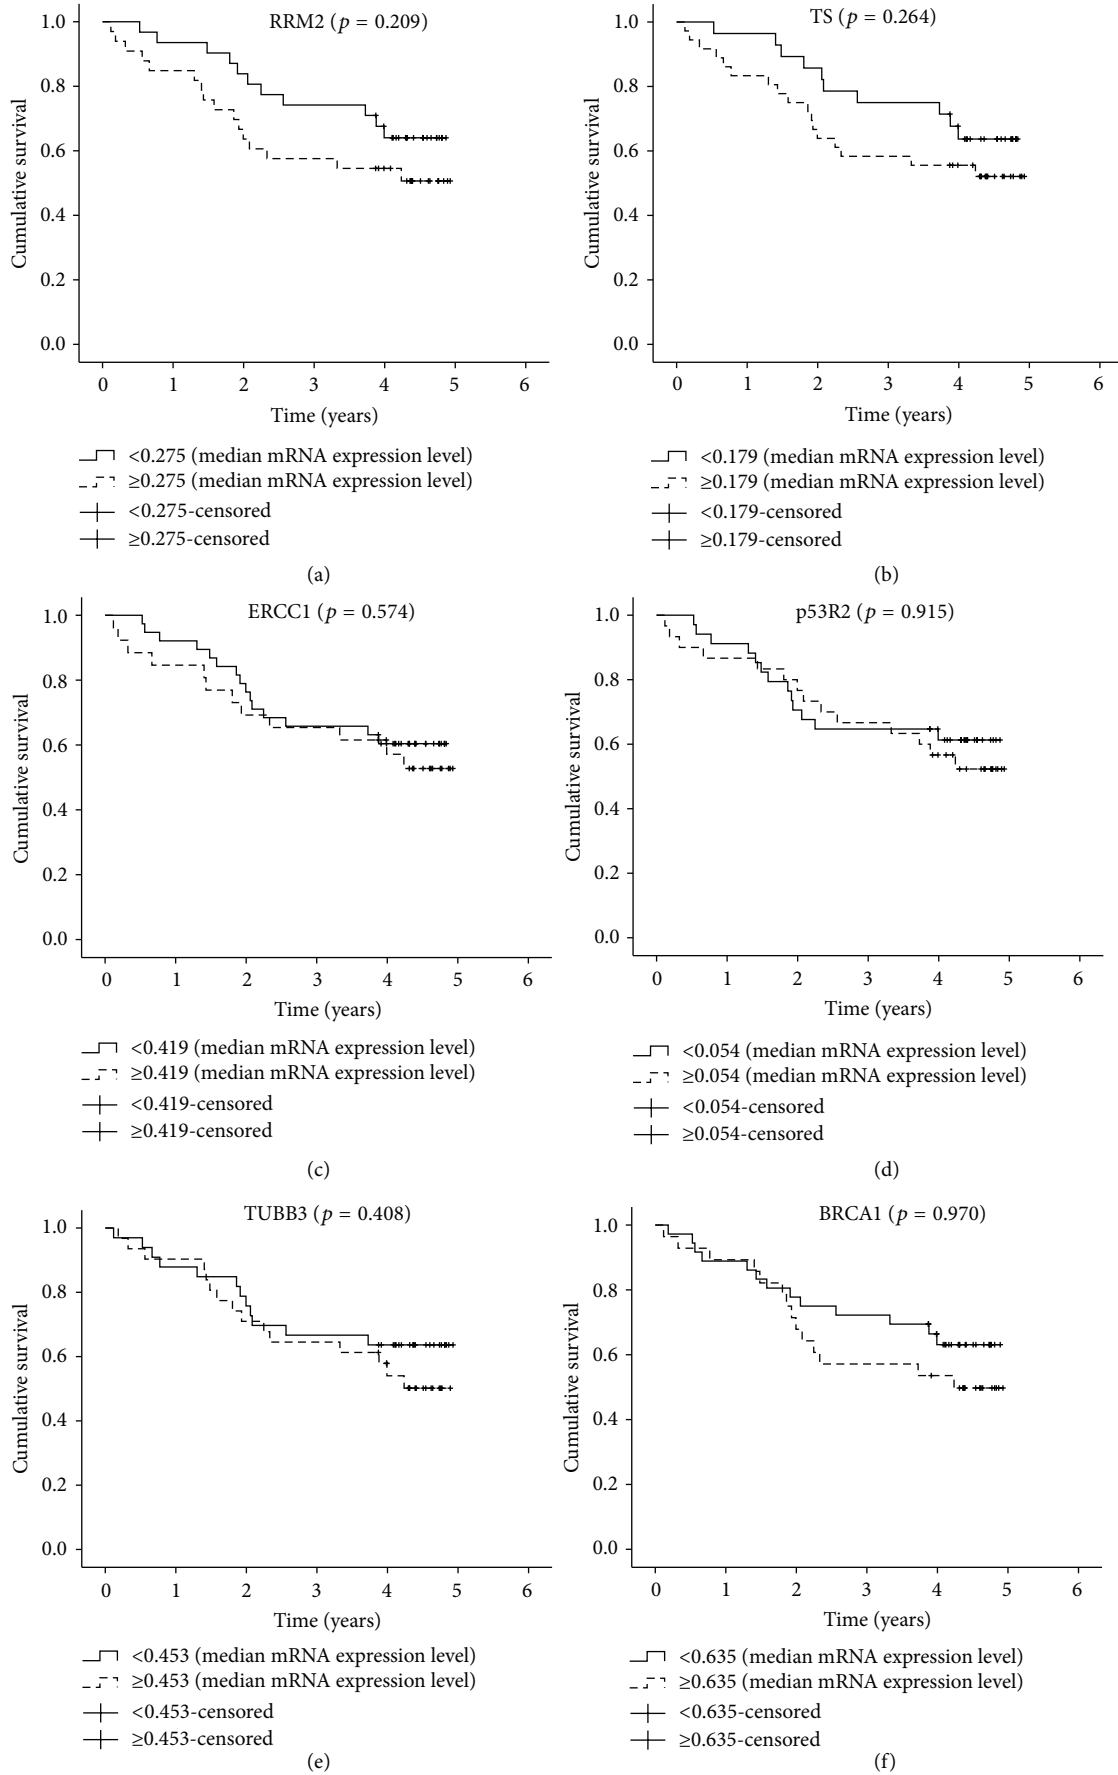 RRM2 (p = 0.209)
Cumulative survival
1.0
0.8
0.6
0.4
0.2
0.0
0 1 2 3 4 5 6
Time (years)
<0.275 (median mRNA expression level)
≥0.275 (median mRNA expression level)
<0.275-censored
≥0.275-censored
(a)
TS (p = 0.264)
Cumulative survival
1.0
0.8
0.6
0.4
0.2
0.0
0 1 2 3 4 5 6
Time (years)
<0.179 (median mRNA expression level)
≥0.179 (median mRNA expression level)
<0.179-censored
≥0.179-censored
(b)
ERCC1 (p = 0.574)
Cumulative survival
1.0
0.8
0.6
0.4
0.2
0.0
0 1 2 3 4 5 6
Time (years)
<0.419 (median mRNA expression level)
≥0.419 (median mRNA expression level)
<0.419-censored
≥0.419-censored
(c)
p53R2 (p = 0.915)
Cumulative survival
1.0
0.8
0.6
0.4
0.2
0.0
0 1 2 3 4 5 6
Time (years)
<0.054 (median mRNA expression level)
≥0.054 (median mRNA expression level)
<0.054-censored
≥0.054-censored
(d)
TUBB3 (p = 0.408)
Cumulative survival
1.0
0.8
0.6
0.4
0.2
0.0
0 1 2 3 4 5 6
Time (years)
<0.453 (median mRNA expression level)
≥0.453 (median mRNA expression level)
<0.453-censored
≥0.453-censored
(e)
BRCA1 (p = 0.970)
Cumulative survival
1.0
0.8
0.6
0.4
0.2
0.0
0 1 2 3 4 5 6
Time (years)
<0.635 (median mRNA expression level)
≥0.635 (median mRNA expression level)
<0.635-censored
≥0.635-censored
(f)